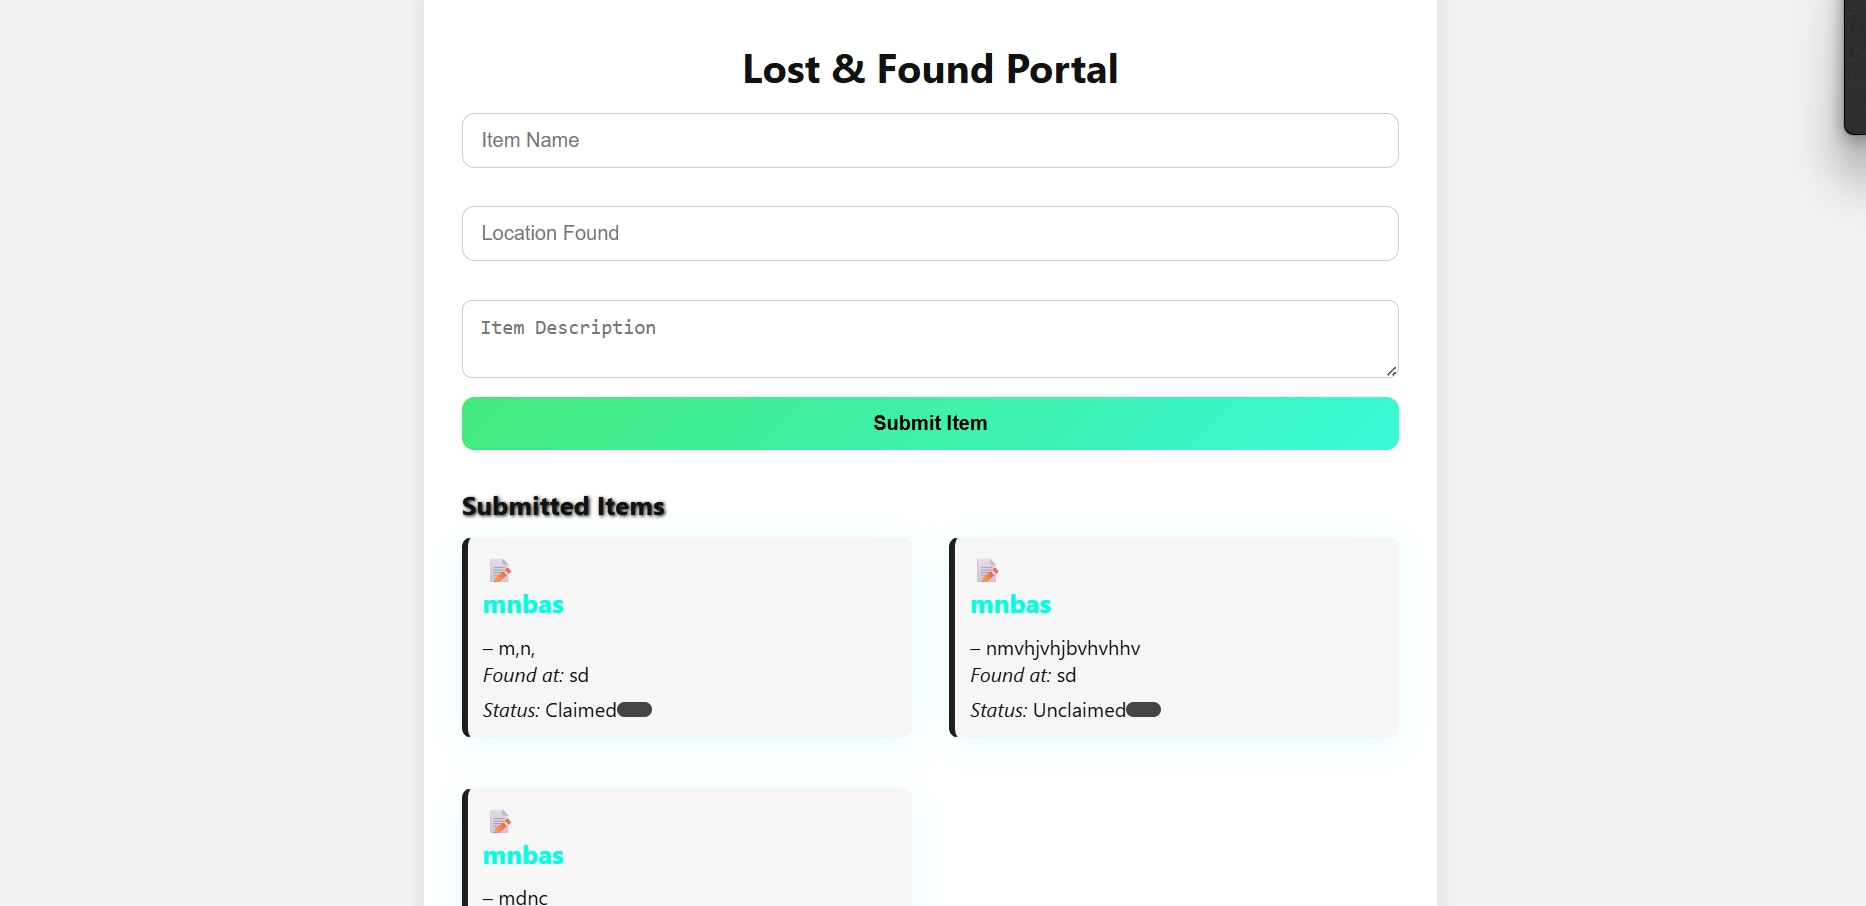 Lost & Found Portal
Item Name
Location Found
Item Description
Submit Item
Submitted Items
mnbas
– m,n,
Found at: sd
Status: Claimed
mnbas
– nmvhjvhjbvhvhhv
Found at: sd
Status: Unclaimed
mnbas
– mdnc